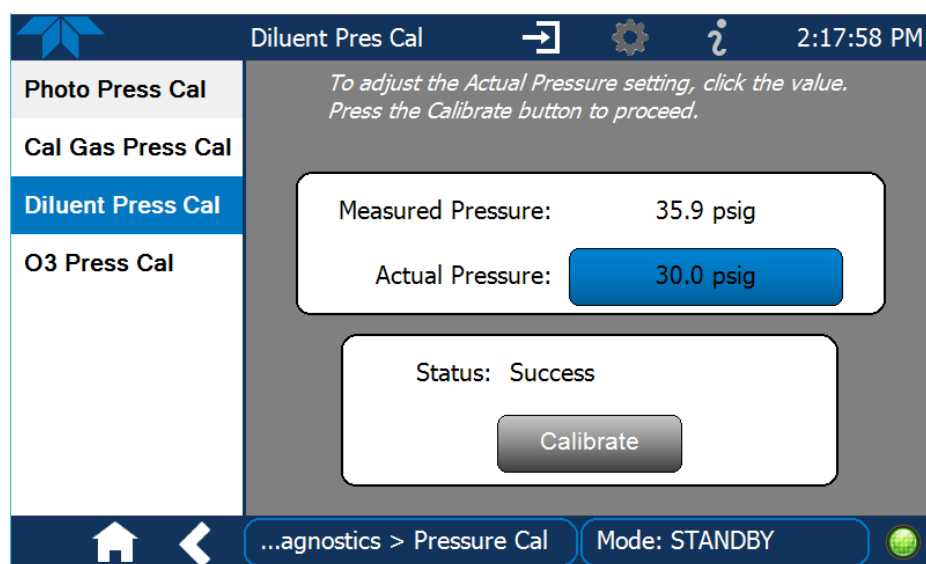 Diluent Pres Cal
2:17:58 PM
Photo Press Cal
Cal Gas Press Cal
Diluent Press Cal
O3 Press Cal
To adjust the Actual Pressure setting, click the value.
Press the Calibrate button to proceed.
Measured Pressure: 35.9 psig
Actual Pressure: 30.0 psig
Status: Success
Calibrate
...agnostics > Pressure Cal
Mode: STANDBY